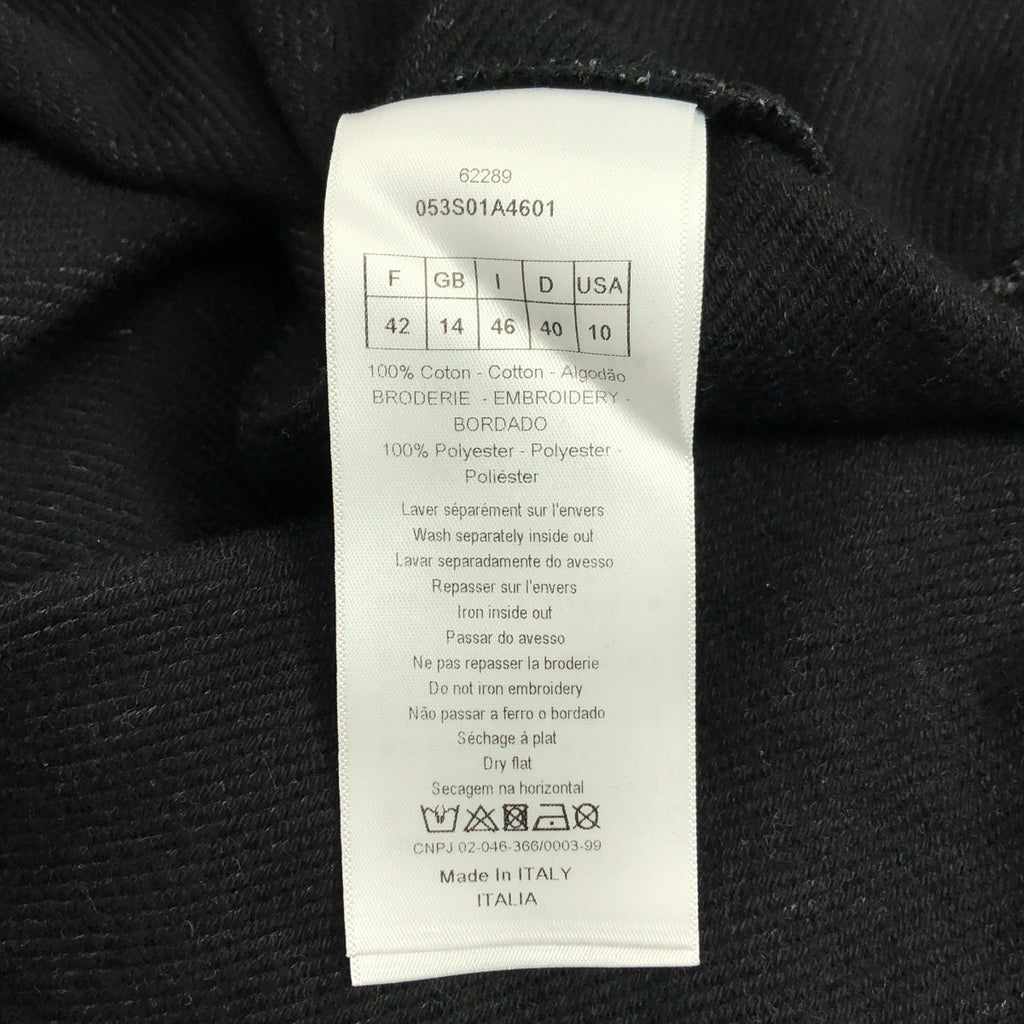 62289
053S01A4601
F GB I D USA
42 14 46 40 10
100% Coton - Cotton - Algodão
BRODERIE - EMBROIDERY -
BORDADO
100% Polyester - Polyester -
Poliéster
Laver séparément sur l'envers
Wash separately inside out
Lavar separadamente do avesso
Repasser sur l'envers
Iron inside out
Passar do avesso
Ne pas repasser la broderie
Do not iron embroidery
Não passar a ferro o bordado
Séchage à plat
Dry flat
Secagem na horizontal
CNPJ 02-046-366/0003-99
Made In ITALY
ITALIA